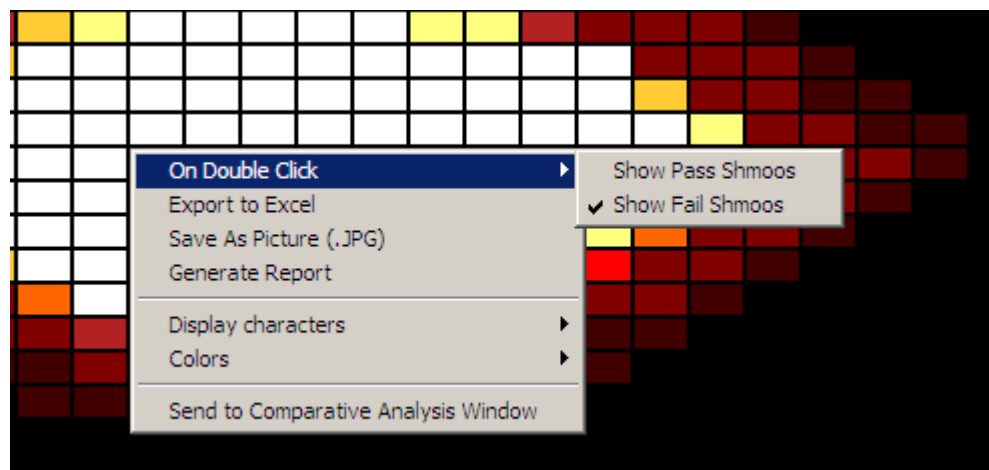 On Double Click
Show Pass Shmoos
Show Fail Shmoos
Export to Excel
Save As Picture (.JPG)
Generate Report
Display characters
Colors
Send to Comparative Analysis Window